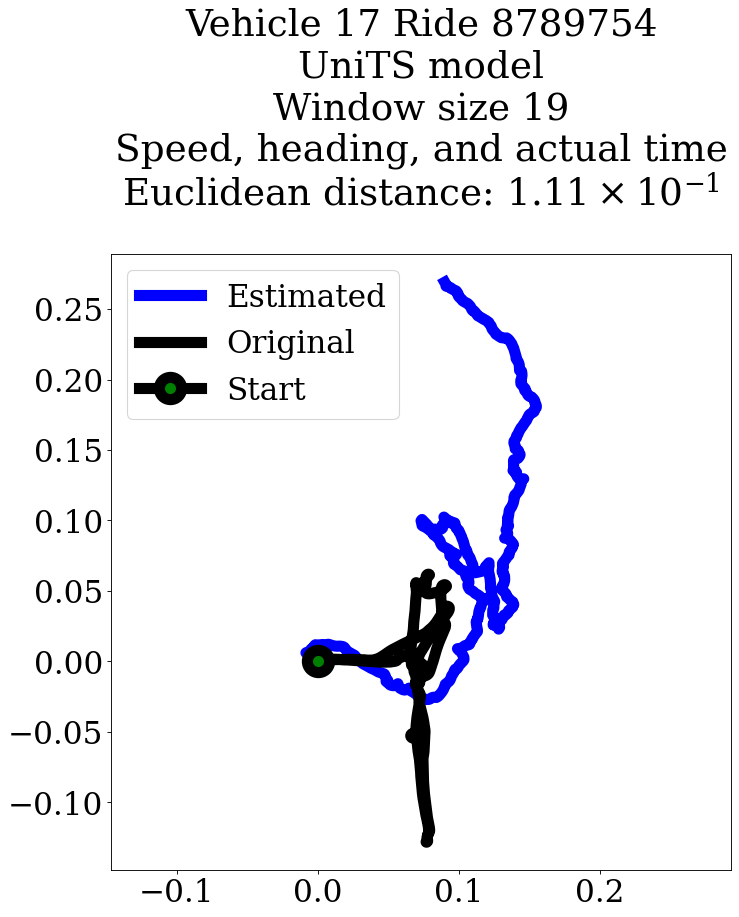 Vehicle 17 Ride 8789754
UniTS model
Window size 19
Speed, heading, and actual time
Euclidean distance: 1.11 × 10⁻¹
Estimated
Original
Start
0.25
0.20
0.15
0.10
0.05
0.00
−0.05
−0.10
−0.1 0.0 0.1 0.2